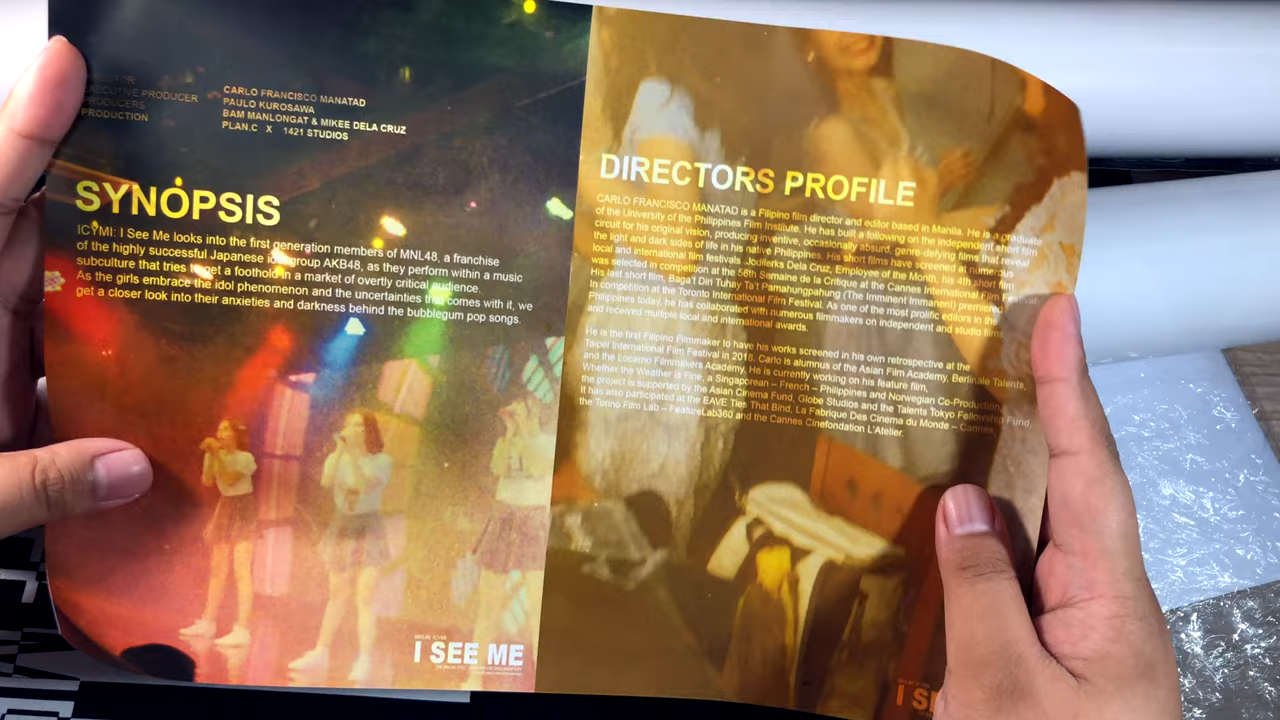 EXECUTIVE PRODUCER
PRODUCERS
PRODUCTION
CARLO FRANCISCO MANATAD
PAULO KUROSAWA
BAM MANLONGAT & MIKEE DELA CRUZ
PLAN.C X 1421 STUDIOS
SYNOPSIS
ICYMI: I See Me looks into the first generation members of MNL48, a franchise
of the highly successful Japanese idol group AKB48, as they perform within a music
subculture that tries to get a foothold in a market of overtly critical audience.
As the girls embrace the idol phenomenon and the uncertainties that comes with it, we
get a closer look into their anxieties and darkness behind the bubblegum pop songs.
I SEE ME
DIRECTORS PROFILE
CARLO FRANCISCO MANATAD is a Filipino film director and editor based in Manila. He is a graduate
of the University of the Philippines Film Institute. He has built a following on the independent short film
circuit for his original vision, producing inventive, occasionally absurd, genre-defying films that reveal
the light and dark sides of life in his native Philippines. His short films have screened at numerous
local and international film festivals. Jodilerks Dela Cruz, Employee of the Month, his 4th short film
was selected in competition at the 56th Semaine de la Critique at the Cannes International Film Festival.
His last short film, Baga't Diri Tuhay Ta't Pamahungpahung (The Imminent Immanent) premiered
In competition at the Toronto International Film Festival. As one of the most prolific editors in the
Philippines today, he has collaborated with numerous filmmakers on independent and studio films
and received multiple local and international awards.
He is the first Filipino Filmmaker to have his works screened in his own retrospective at the
Taipei International Film Festival in 2018. Carlo is alumnus of the Asian Film Academy, Berlinale Talents,
and the Locarno Filmmakers Academy. He is currently working on his feature film,
Whether the Weather is Fine, a Singaporean – French – Philippines and Norwegian Co-Production,
the project is supported by the Asian Cinema Fund, Globe Studios and the Talents Tokyo Fellowship Fund.
It has also participated at the EAVE Ties That Bind, La Fabrique Des Cinema du Monde – Cannes,
the Torino Film Lab – FeatureLab360 and the Cannes Cinefondation L'Atelier.
I S